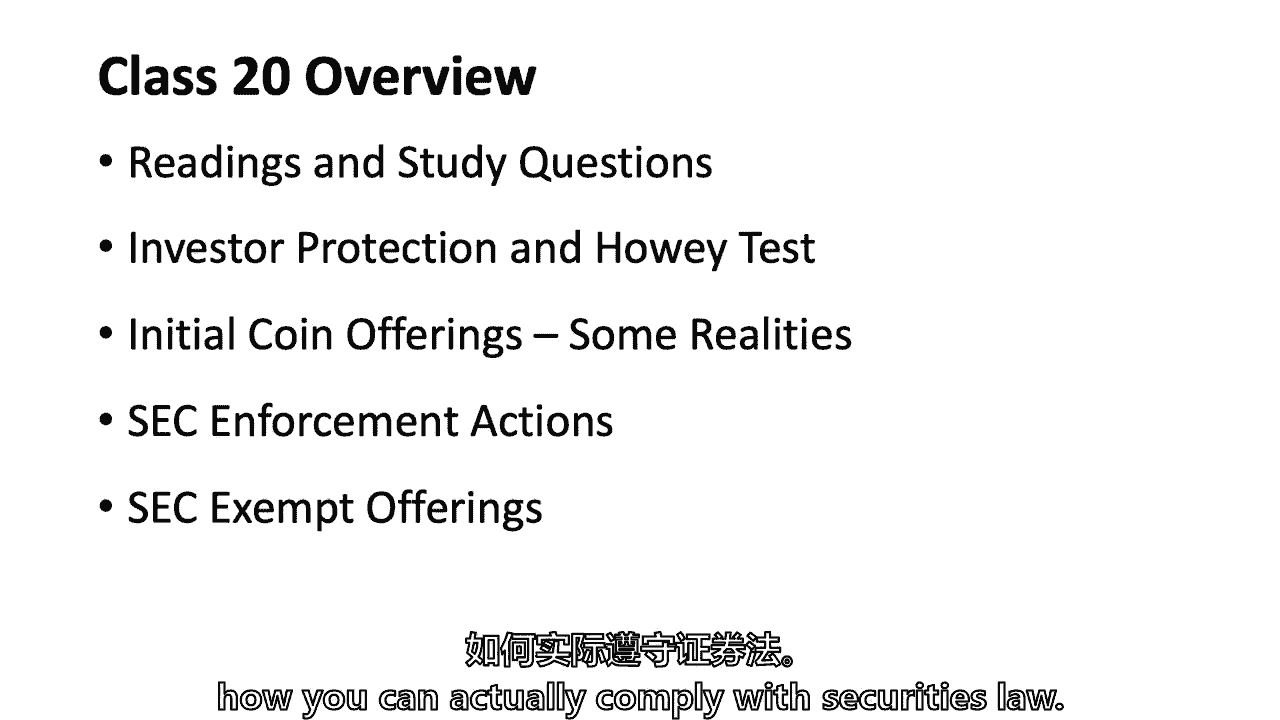 Class 20 Overview
• Readings and Study Questions
• Investor Protection and Howey Test
• Initial Coin Offerings – Some Realities
• SEC Enforcement Actions
• SEC Exempt Offerings
如何实际遵守证券法。
how you can actually comply with securities law.